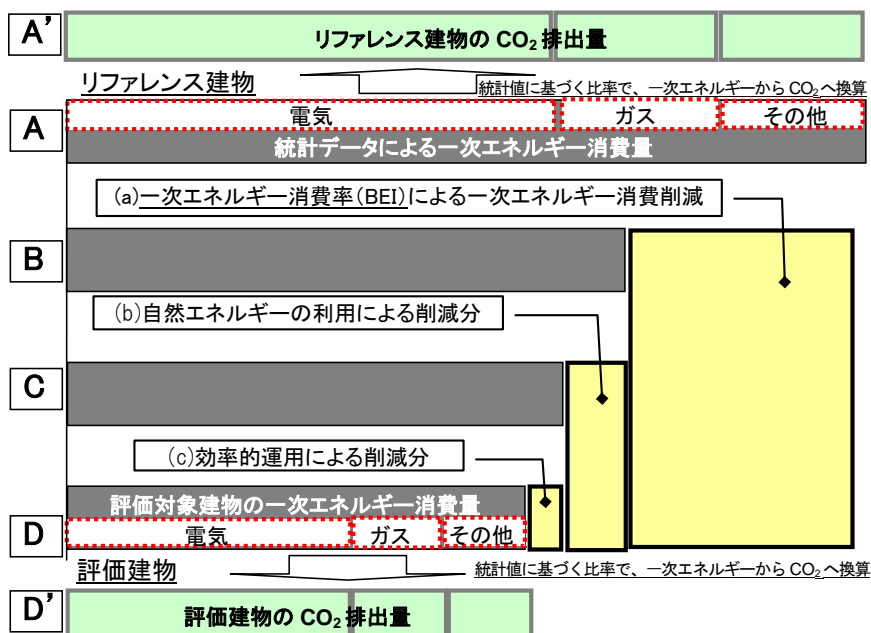 A'
リファレンス建物の CO₂ 排出量
リファレンス建物
統計値に基づく比率で、一次エネルギーから CO₂ へ換算
A
電気
ガス
その他
統計データによる一次エネルギー消費量
(a)一次エネルギー消費率(BEI)による一次エネルギー消費削減
B
(b)自然エネルギーの利用による削減分
C
(c)効率的運用による削減分
評価対象建物の一次エネルギー消費量
D
電気
ガス
その他
評価建物
統計値に基づく比率で、一次エネルギーから CO₂ へ換算
D'
評価建物の CO₂ 排出量